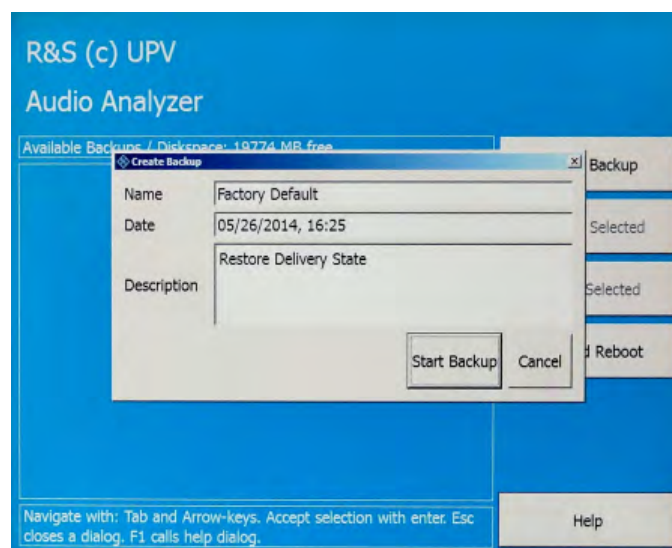 R&S (c) UPV
Audio Analyzer
Available Backups / Diskspace: 19774 MB free
Create Backup
Name
Factory Default
Date
05/26/2014, 16:25
Description
Restore Delivery State
Start Backup
Cancel
Backup
Selected
Selected
Reboot
Navigate with: Tab and Arrow-keys. Accept selection with enter. Esc
closes a dialog. F1 calls help dialog.
Help